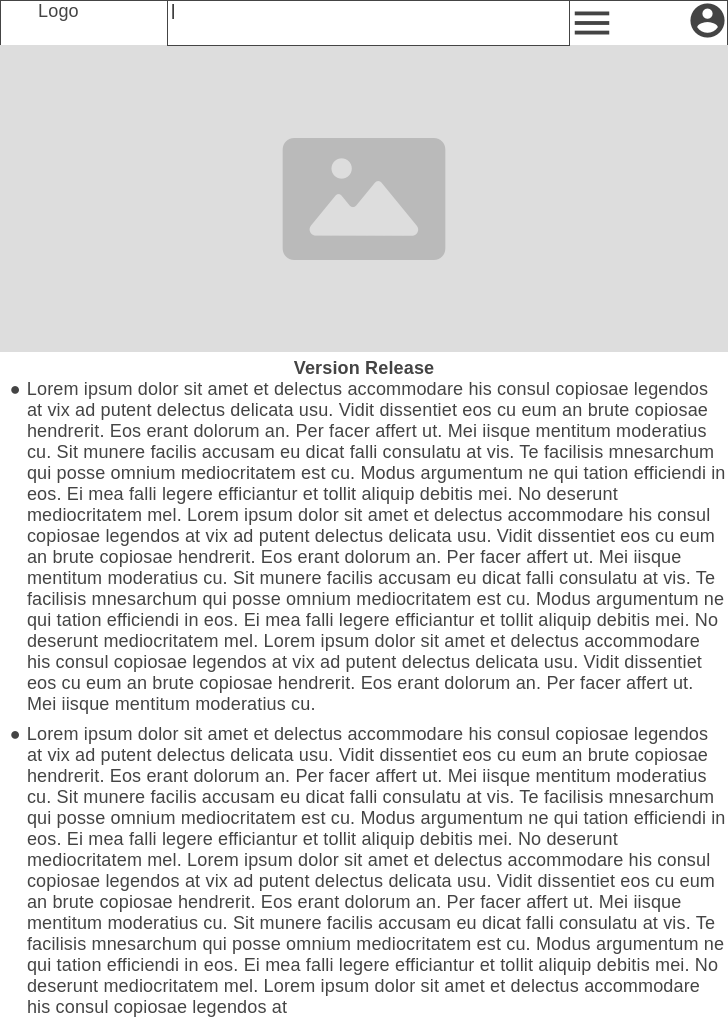 Logo
Version Release
● Lorem ipsum dolor sit amet et delectus accommodare his consul copiosae legendos
at vix ad putent delectus delicata usu. Vidit dissentiet eos cu eum an brute copiosae
hendrerit. Eos erant dolorum an. Per facer affert ut. Mei iisque mentitum moderatius
cu. Sit munere facilis accusam eu dicat falli consulatu at vis. Te facilisis mnesarchum
qui posse omnium mediocritatem est cu. Modus argumentum ne qui tation efficiendi in
eos. Ei mea falli legere efficiantur et tollit aliquip debitis mei. No deserunt
mediocritatem mel. Lorem ipsum dolor sit amet et delectus accommodare his consul
copiosae legendos at vix ad putent delectus delicata usu. Vidit dissentiet eos cu eum
an brute copiosae hendrerit. Eos erant dolorum an. Per facer affert ut. Mei iisque
mentitum moderatius cu. Sit munere facilis accusam eu dicat falli consulatu at vis. Te
facilisis mnesarchum qui posse omnium mediocritatem est cu. Modus argumentum ne
qui tation efficiendi in eos. Ei mea falli legere efficiantur et tollit aliquip debitis mei. No
deserunt mediocritatem mel. Lorem ipsum dolor sit amet et delectus accommodare
his consul copiosae legendos at vix ad putent delectus delicata usu. Vidit dissentiet
eos cu eum an brute copiosae hendrerit. Eos erant dolorum an. Per facer affert ut.
Mei iisque mentitum moderatius cu.
● Lorem ipsum dolor sit amet et delectus accommodare his consul copiosae legendos
at vix ad putent delectus delicata usu. Vidit dissentiet eos cu eum an brute copiosae
hendrerit. Eos erant dolorum an. Per facer affert ut. Mei iisque mentitum moderatius
cu. Sit munere facilis accusam eu dicat falli consulatu at vis. Te facilisis mnesarchum
qui posse omnium mediocritatem est cu. Modus argumentum ne qui tation efficiendi in
eos. Ei mea falli legere efficiantur et tollit aliquip debitis mei. No deserunt
mediocritatem mel. Lorem ipsum dolor sit amet et delectus accommodare his consul
copiosae legendos at vix ad putent delectus delicata usu. Vidit dissentiet eos cu eum
an brute copiosae hendrerit. Eos erant dolorum an. Per facer affert ut. Mei iisque
mentitum moderatius cu. Sit munere facilis accusam eu dicat falli consulatu at vis. Te
facilisis mnesarchum qui posse omnium mediocritatem est cu. Modus argumentum ne
qui tation efficiendi in eos. Ei mea falli legere efficiantur et tollit aliquip debitis mei. No
deserunt mediocritatem mel. Lorem ipsum dolor sit amet et delectus accommodare
his consul copiosae legendos at